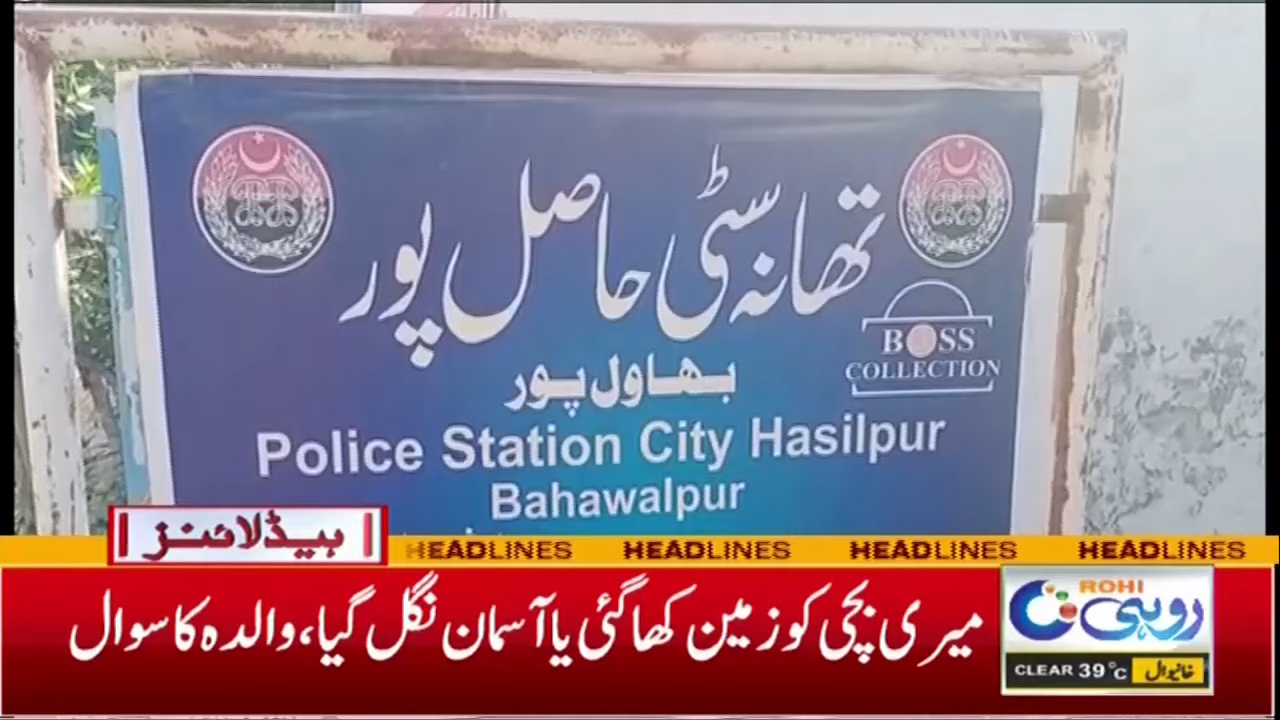 تھانہ سٹی حاصل پور
BOSS
COLLECTION
بہاول پور
Police Station City Hasilpur
Bahawalpur
ہیڈلائنز
HEADLINES HEADLINES HEADLINES HEADLINES
میری بچی کو زمین کھا گئی یا آسمان نگل گیا، والدہ کا سوال
ROHI
روہی
CLEAR 39°C خانیوال